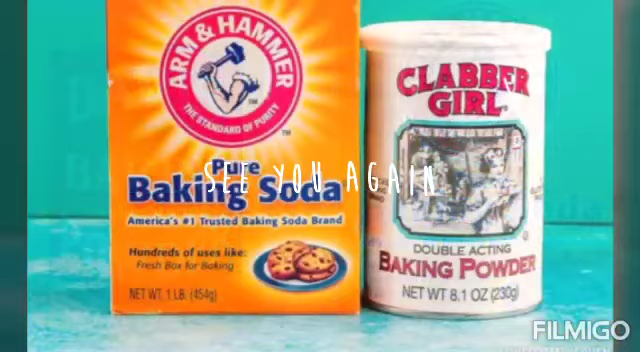 ARM & HAMMER
THE STANDARD OF PURITY
TM
TM
Pure
Baking Soda
America's #1 Trusted Baking Soda Brand
Hundreds of uses like:
Fresh Box for Baking
NET WT. 1 LB. (454g)
SEE YOU AGAIN
CLABBER
GIRL®
DOUBLE ACTING
BAKING POWDER
NET WT 8.1 OZ (230g)
FILMIGO